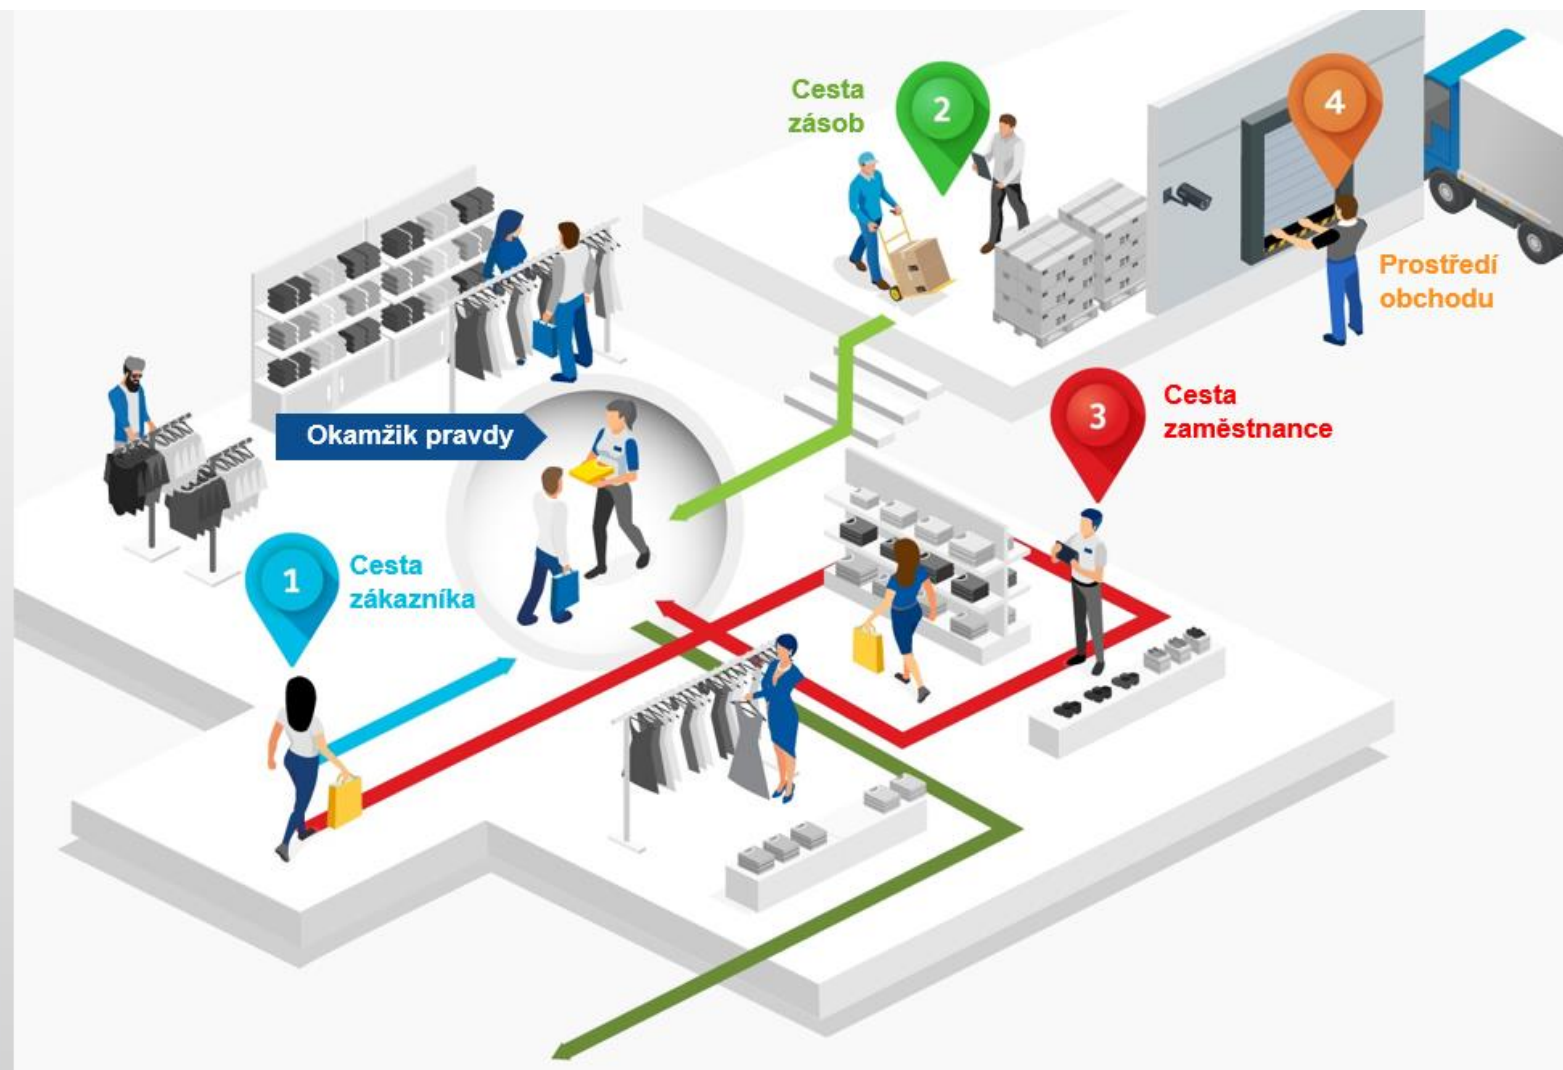 Cesta
zásob
2
4
Prostředí
obchodu
Cesta
zaměstnance
3
Okamžik pravdy
1
Cesta
zákazníka